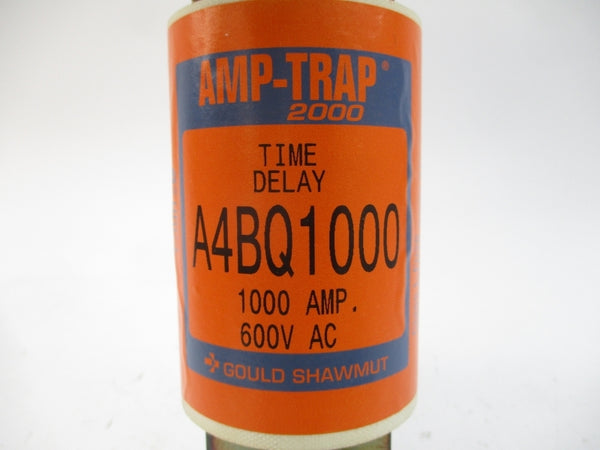 AMP-TRAP®
2000
TIME
DELAY
A4BQ1000
1000 AMP.
600V AC
GOULD SHAWMUT